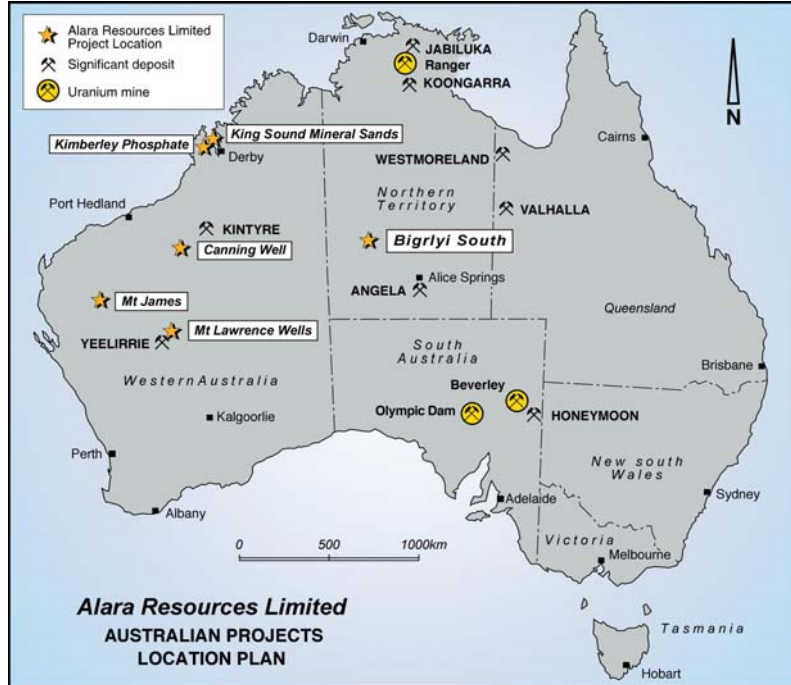 Alara Resources Limited
Project Location
Significant deposit
Uranium mine
Darwin
JABILUKA
Ranger
KOONGARRA
N
King Sound Mineral Sands
Kimberley Phosphate
Derby
Cairns
WESTMORELAND
Northern
Territory
Port Hedland
VALHALLA
KINTYRE
Canning Well
Bigrlyi South
Alice Springs
ANGELA
Mt James
Queensland
Mt Lawrence Wells
YEELIRRIE
South
Australia
Western Australia
Brisbane
Beverley
Olympic Dam
HONEYMOON
Kalgoorlie
Perth
New south
Wales
Adelaide
Sydney
Albany
Victoria
Melbourne
0 500 1000km
Alara Resources Limited
AUSTRALIAN PROJECTS
LOCATION PLAN
Tasmania
Hobart